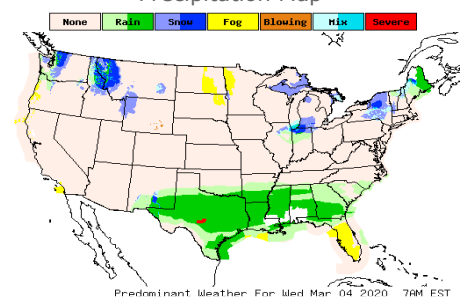 Precipitation Map
None Rain Snow Fog Blowing Mix Severe
Predominant Weather For Wed Mar 04 2020 7AM EST